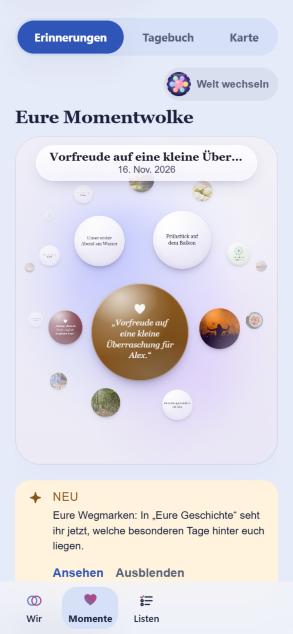 Erinnerungen
Tagebuch
Karte
Welt wechseln
Eure Momentwolke
Vorfreude auf eine kleine Über...
16. Nov. 2026
Unser erster
Abend am Wasser
Frühstück auf
dem Balkon
„Vorfreude auf
eine kleine
Überraschung für
Alex.“
NEU
Eure Wegmarken: In „Eure Geschichte“ seht
ihr jetzt, welche besonderen Tage hinter euch
liegen.
Ansehen
Ausblenden
Wir
Momente
Listen